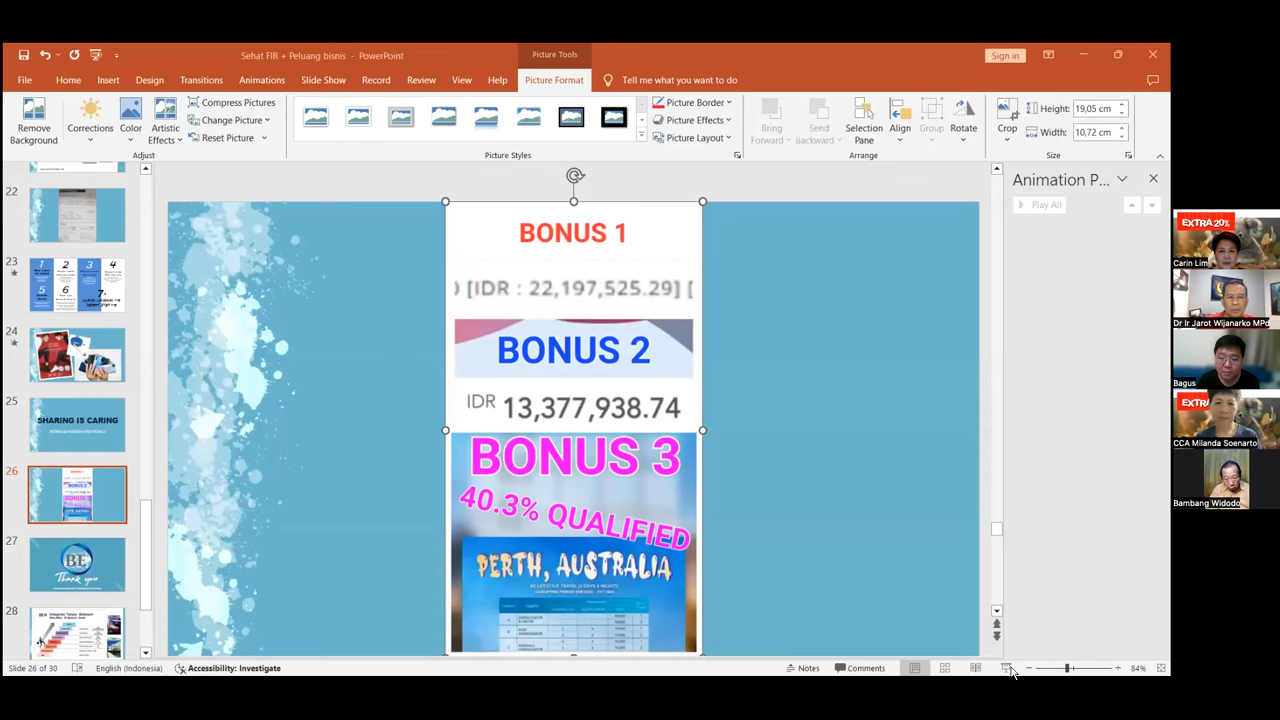 Sehat FIR + Peluang bisnis - PowerPoint
Picture Tools
Sign in
File Home Insert Design Transitions Animations Slide Show Record Review View Help Picture Format Tell me what you want to do
Remove Background
Corrections
Color
Artistic Effects
Compress Pictures
Change Picture
Reset Picture
Adjust
Picture Styles
Picture Border
Picture Effects
Picture Layout
Bring Forward
Send Backward
Selection Pane
Align
Group
Rotate
Arrange
Crop
Height: 19,05 cm
Width: 10,72 cm
Size
22
23
24
25
SHARING IS CARING
26
27
BE
Thank you
28
BONUS 1
[IDR : 22,197,525.29] [
BONUS 2
IDR 13,377,938.74
BONUS 3
40.3% QUALIFIED
PERTH, AUSTRALIA
Animation P...
Play All
EXTRA 20%
Carin Lim
Dr Ir Jarot Wijanarko MPd
Bagus
EXTRA
CCA Milanda Soenarto
Bambang Widodo
Slide 26 of 30
English (Indonesia)
Accessibility: Investigate
Notes
Comments
84%